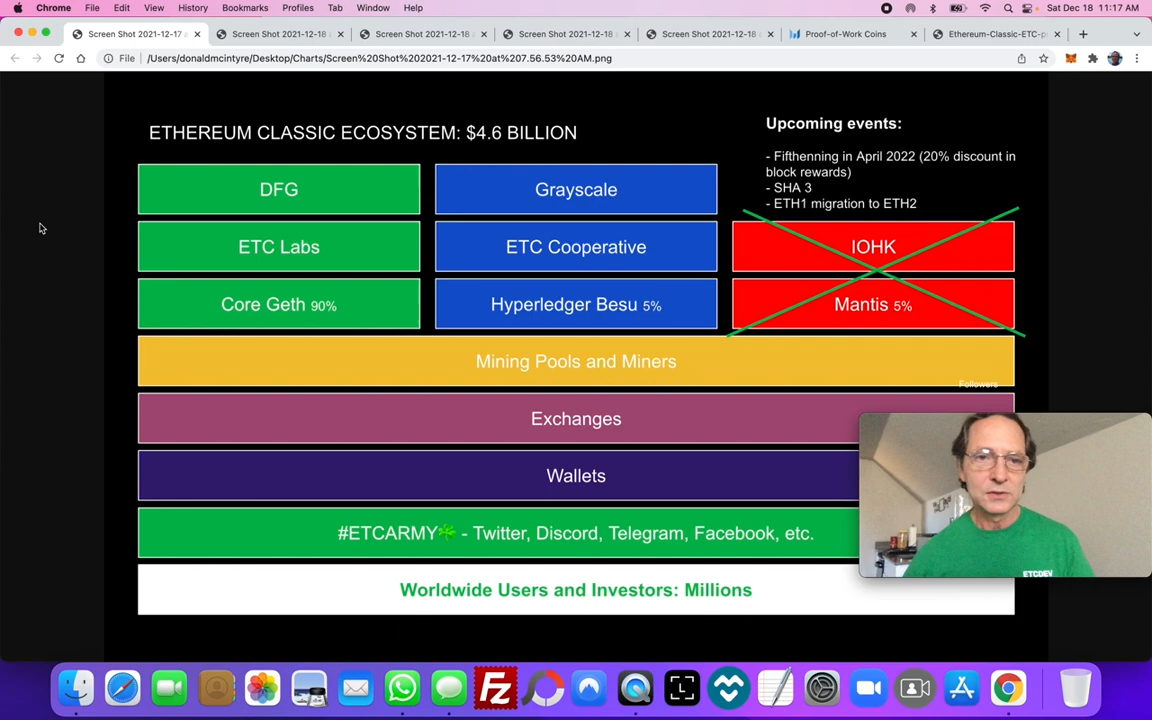 Chrome File Edit View History Bookmarks Profiles Tab Window Help Sat Dec 18 11:17 AM
Screen Shot 2021-12-17 a Screen Shot 2021-12-18 a Screen Shot 2021-12-18 a Screen Shot 2021-12-18 a Screen Shot 2021-12-18 a Proof-of-Work Coins Ethereum-Classic-ETC-p
File /Users/donaldmcintyre/Desktop/Charts/Screen%20Shot%202021-12-17%20at%207.56.53%20AM.png
ETHEREUM CLASSIC ECOSYSTEM: $4.6 BILLION
Upcoming events:
- Fifthenning in April 2022 (20% discount in
block rewards)
- SHA 3
- ETH1 migration to ETH2
DFG Grayscale
ETC Labs ETC Cooperative IOHK
Core Geth 90% Hyperledger Besu 5% Mantis 5%
Mining Pools and Miners
Followers
Exchanges
Wallets
#ETCARMY🍀 - Twitter, Discord, Telegram, Facebook, etc.
ETCDEV
Worldwide Users and Investors: Millions
FZ
L